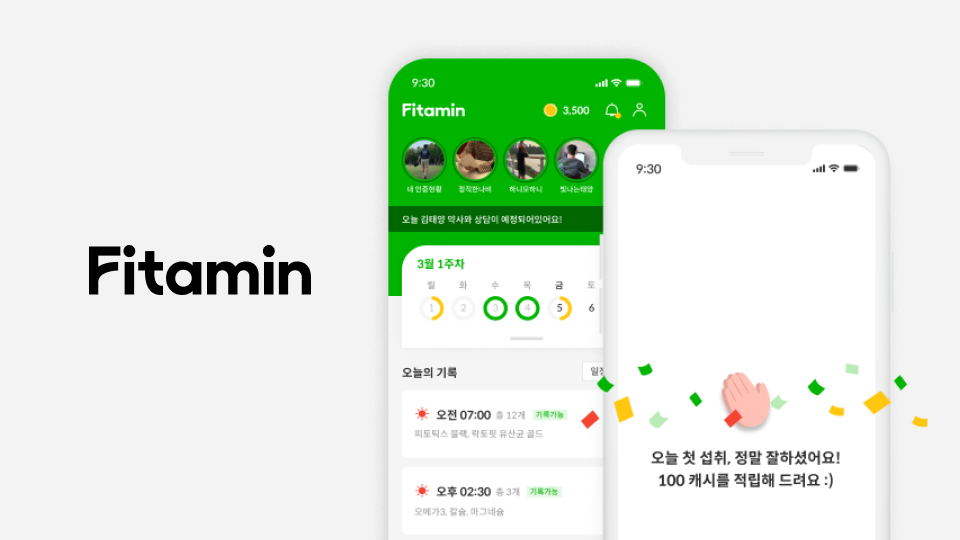 Fitamin
9:30
Fitamin
3,500
내 인증현황
정직한나비
하니모하니
빛나는태양
오늘 김태양 박사와 상담이 예정되어있어요!
3월 1주차
월 화 수 목 금 토
1 2 3 4 5 6
오늘의 기록
오전 07:00 총 12개 기록가능
피토틱스 블랙, 락토핏 유산균 골드
오후 02:30 총 3개 기록가능
오메가3, 칼슘, 마그네슘
9:30
오늘 첫 섭취, 정말 잘하셨어요!
100 캐시를 적립해 드려요 :)